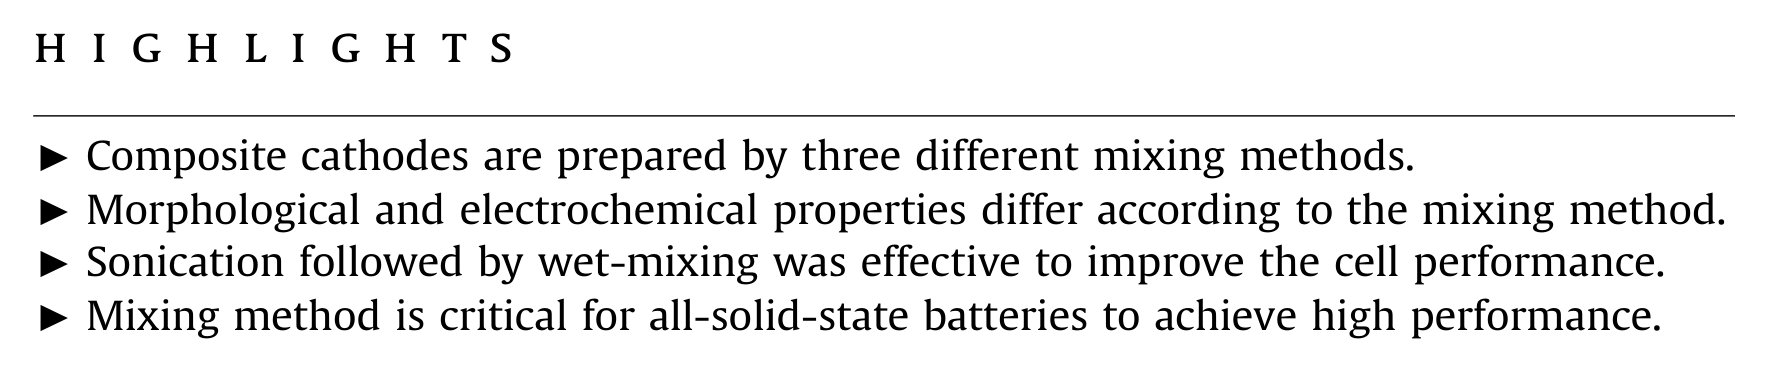 HIGHLIGHTS
► Composite cathodes are prepared by three different mixing methods.
► Morphological and electrochemical properties differ according to the mixing method.
► Sonication followed by wet-mixing was effective to improve the cell performance.
► Mixing method is critical for all-solid-state batteries to achieve high performance.